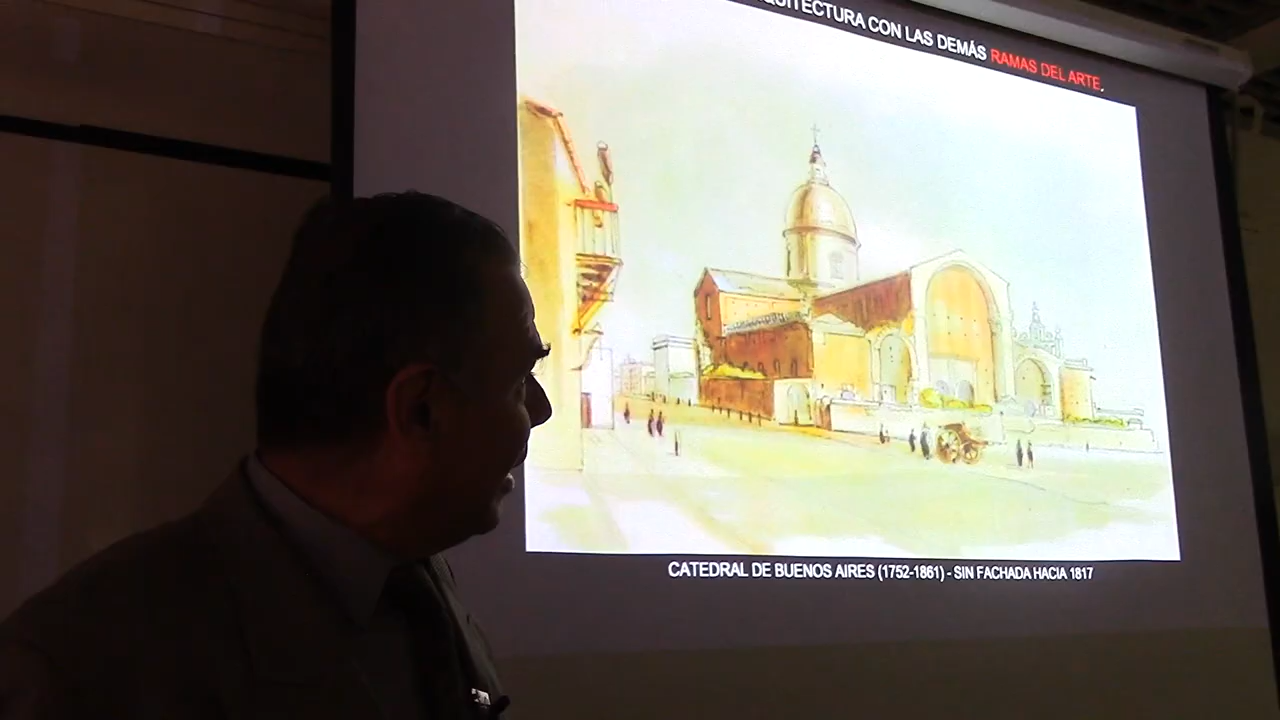 QUITECTURA CON LAS DEMÁS RAMAS DEL ARTE.
CATEDRAL DE BUENOS AIRES (1752-1861) - SIN FACHADA HACIA 1817